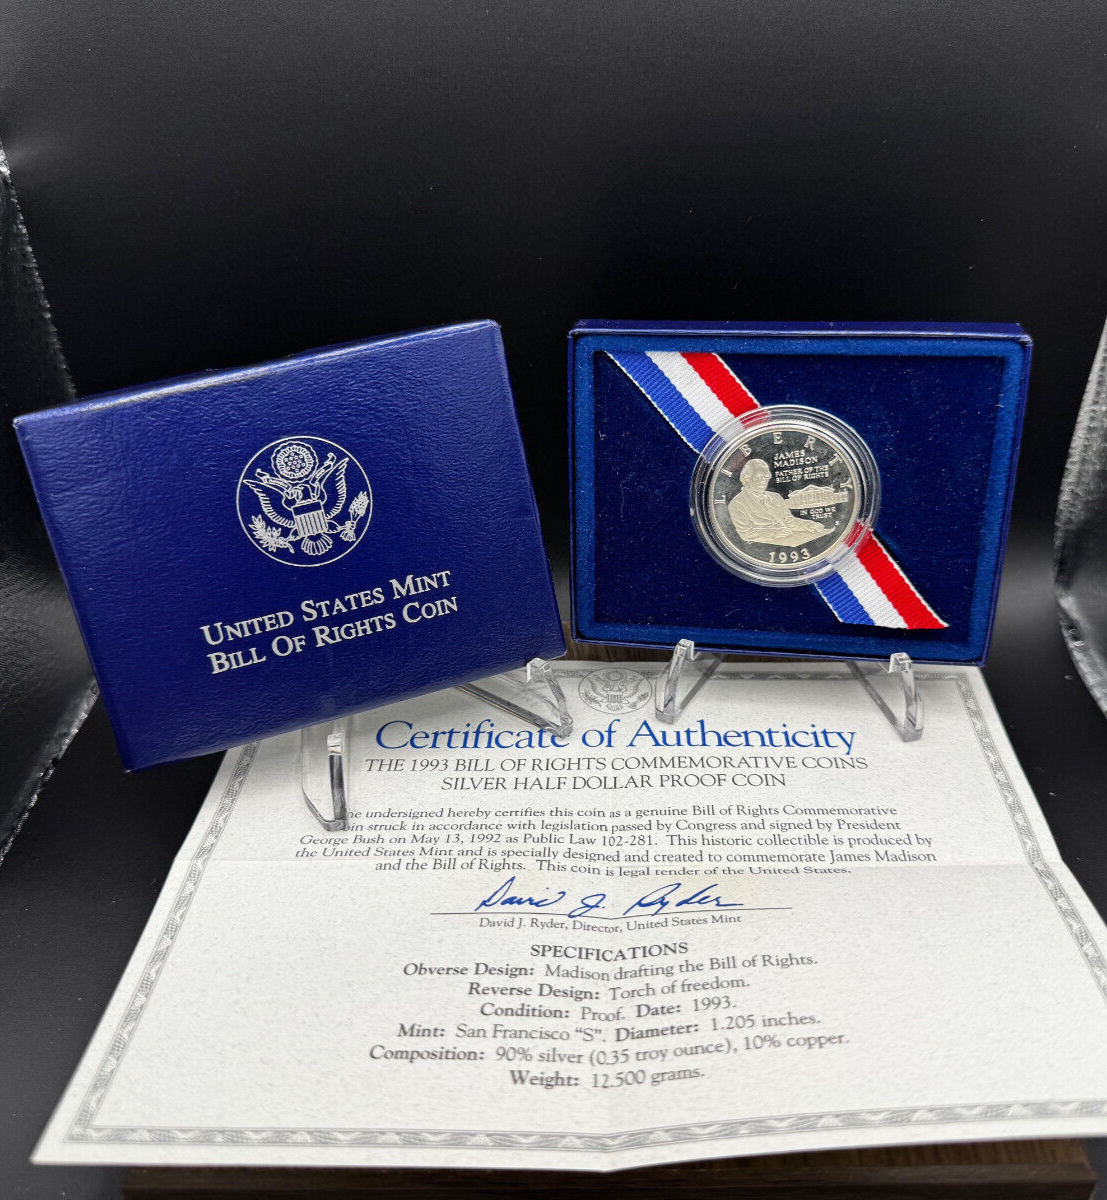 UNITED STATES MINT
BILL OF RIGHTS COIN
LIBERTY
JAMES
MADISON
FATHER OF THE
BILL OF RIGHTS
IN GOD WE
TRUST
S
1993
Certificate of Authenticity
THE 1993 BILL OF RIGHTS COMMEMORATIVE COINS
SILVER HALF DOLLAR PROOF COIN
he undersigned hereby certifies this coin as a genuine Bill of Rights Commemorative
oin struck in accordance with legislation passed by Congress and signed by President
George Bush on May 13, 1992 as Public Law 102-281. This historic collectible is produced by
the United States Mint and is specially designed and created to commemorate James Madison
and the Bill of Rights. This coin is legal tender of the United States.
David J. Ryder
David J. Ryder, Director, United States Mint
SPECIFICATIONS
Obverse Design: Madison drafting the Bill of Rights.
Reverse Design: Torch of freedom.
Condition: Proof. Date: 1993.
Mint: San Francisco "S". Diameter: 1.205 inches.
Composition: 90% silver (0.35 troy ounce), 10% copper.
Weight: 12.500 grams.